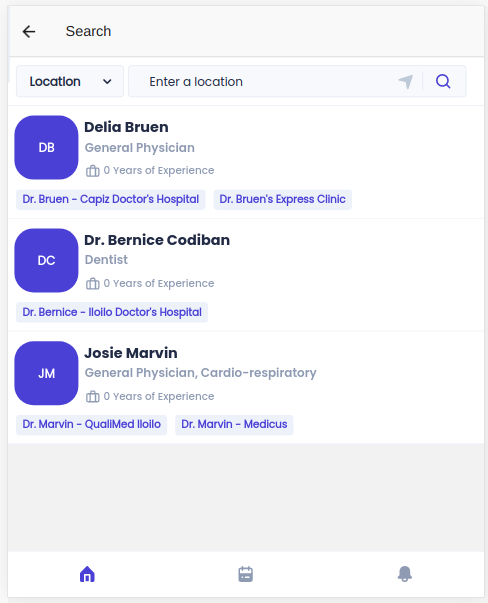 Search
Location Enter a location
DB
Delia Bruen
General Physician
0 Years of Experience
Dr. Bruen - Capiz Doctor's Hospital Dr. Bruen's Express Clinic
DC
Dr. Bernice Codiban
Dentist
0 Years of Experience
Dr. Bernice - Iloilo Doctor's Hospital
JM
Josie Marvin
General Physician, Cardio-respiratory
0 Years of Experience
Dr. Marvin - QualiMed Iloilo Dr. Marvin - Medicus